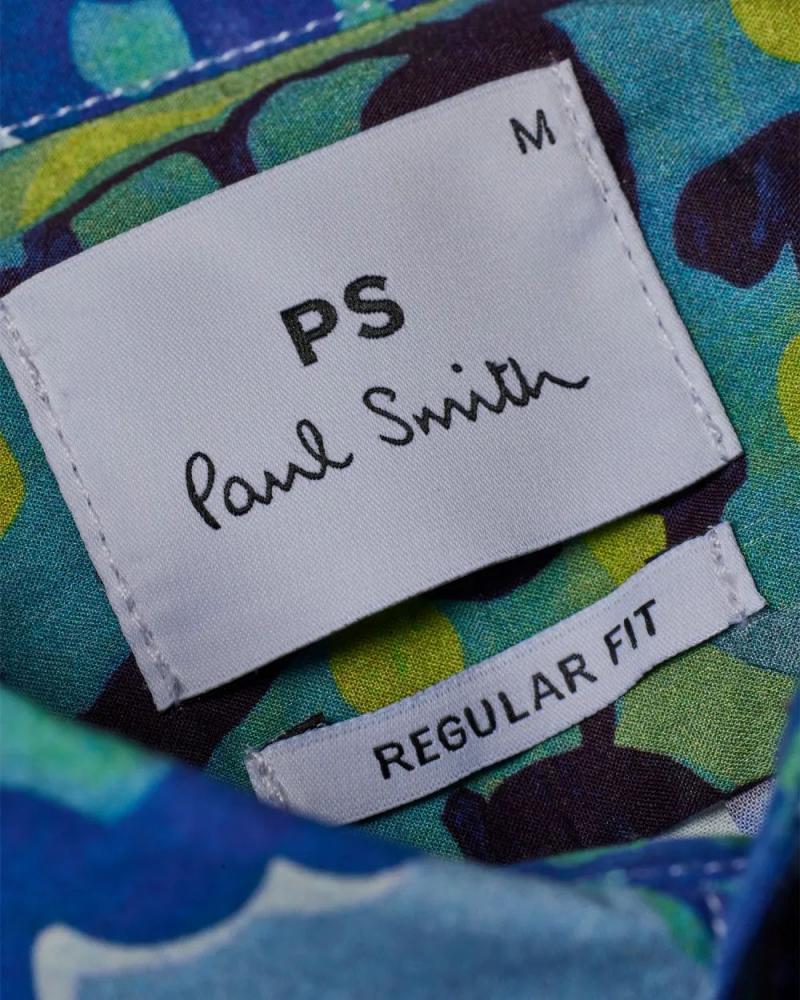 M
PS
Paul Smith
REGULAR FIT